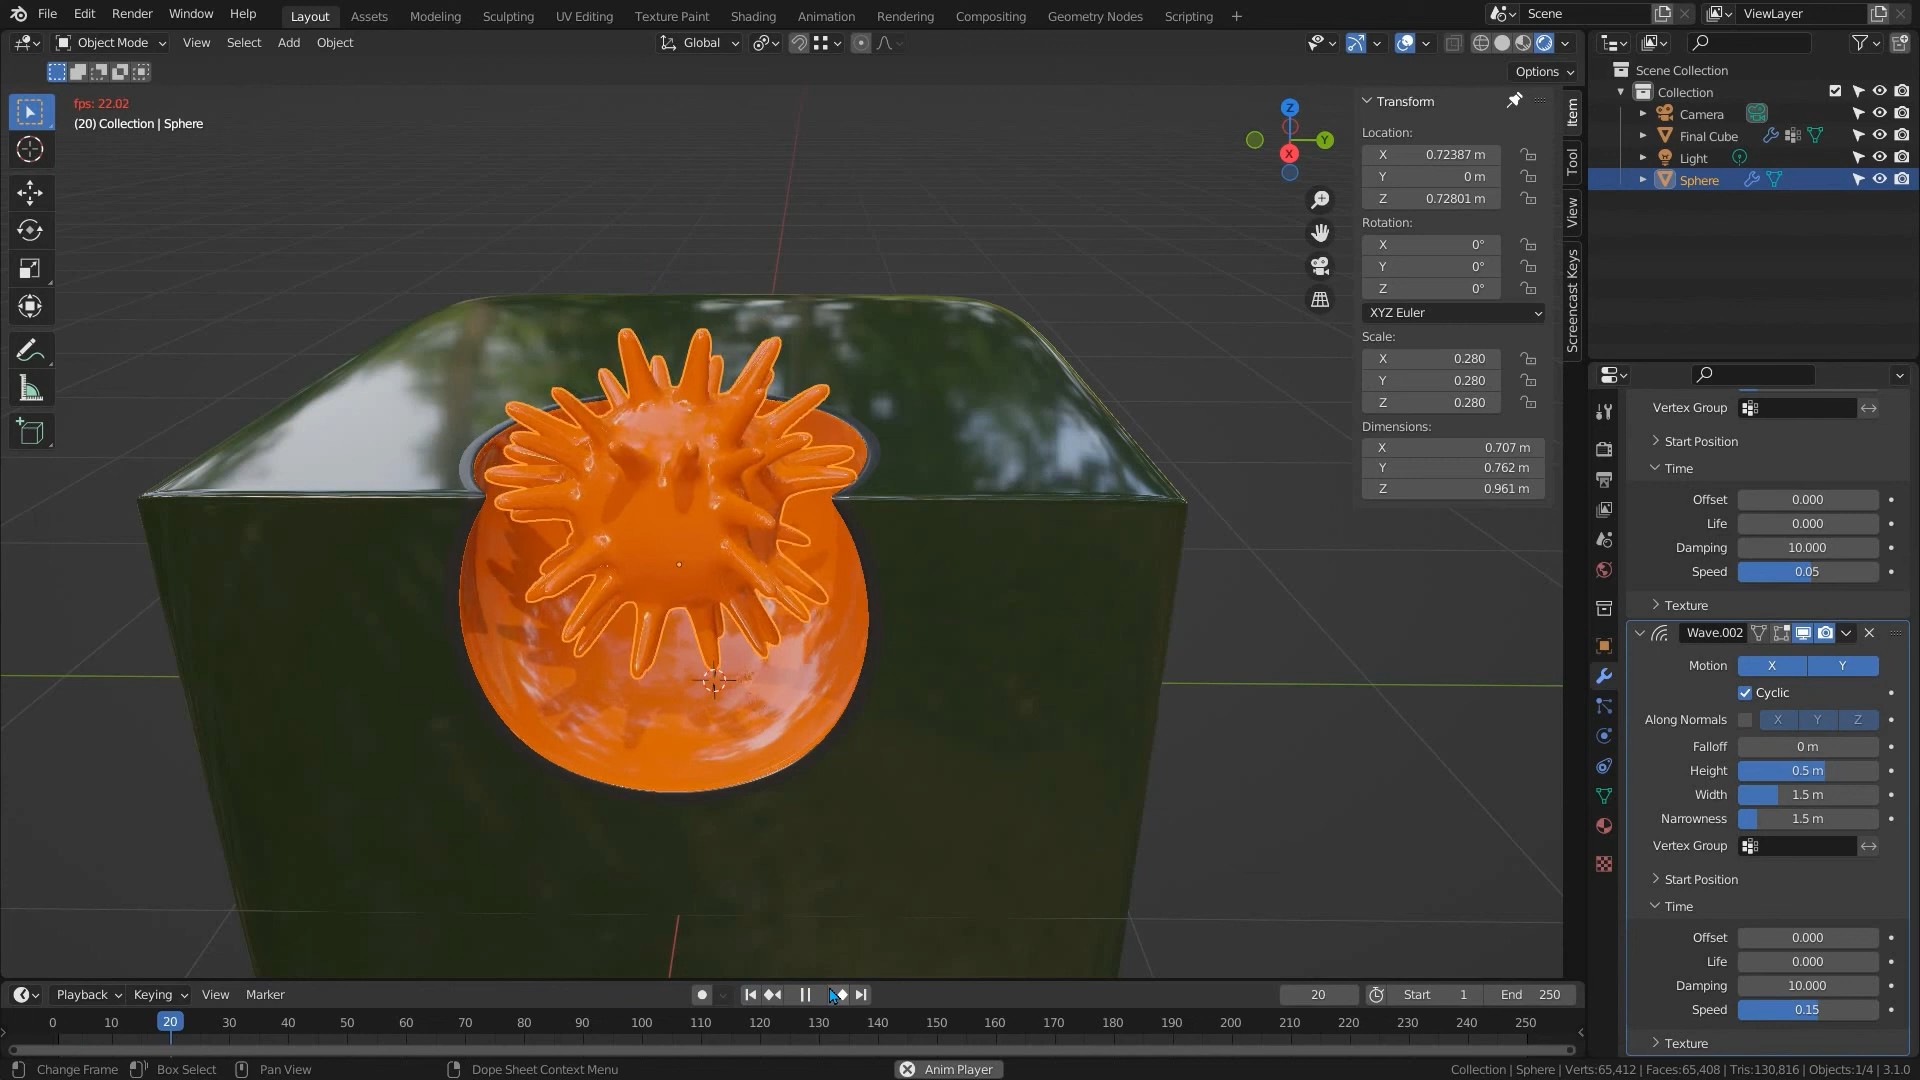 File Edit Render Window Help Layout Assets Modeling Sculpting UV Editing Texture Paint Shading Animation Rendering Compositing Geometry Nodes Scripting + Scene ViewLayer
Object Mode View Select Add Object Global
Options
fps: 22.02
(20) Collection | Sphere
Z
Y
X
Transform
Location:
X 0.72387 m
Y 0 m
Z 0.72801 m
Rotation:
X 0°
Y 0°
Z 0°
XYZ Euler
Scale:
X 0.280
Y 0.280
Z 0.280
Dimensions:
X 0.707 m
Y 0.762 m
Z 0.961 m
Item
Tool
View
Screencast Keys
Scene Collection
Collection
Camera
Final Cube
Light
Sphere
Vertex Group
Start Position
Time
Offset 0.000
Life 0.000
Damping 10.000
Speed 0.05
Texture
Wave.002
Motion X Y
Cyclic
Along Normals X Y Z
Falloff 0 m
Height 0.5 m
Width 1.5 m
Narrowness 1.5 m
Vertex Group
Start Position
Time
Offset 0.000
Life 0.000
Damping 10.000
Speed 0.15
Texture
Playback Keying View Marker 20 Start 1 End 250
0 10 20 30 40 50 60 70 80 90 100 110 120 130 140 150 160 170 180 190 200 210 220 230 240 250
Change Frame Box Select Pan View Dope Sheet Context Menu Anim Player Collection | Sphere | Verts:65,412 | Faces:65,408 | Tris:130,816 | Objects:1/4 | 3.1.0